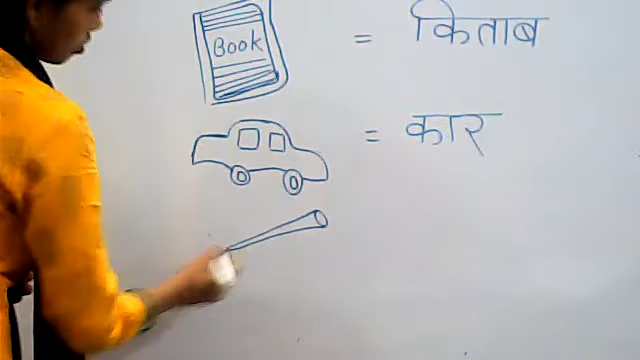 Book = किताब
= कार